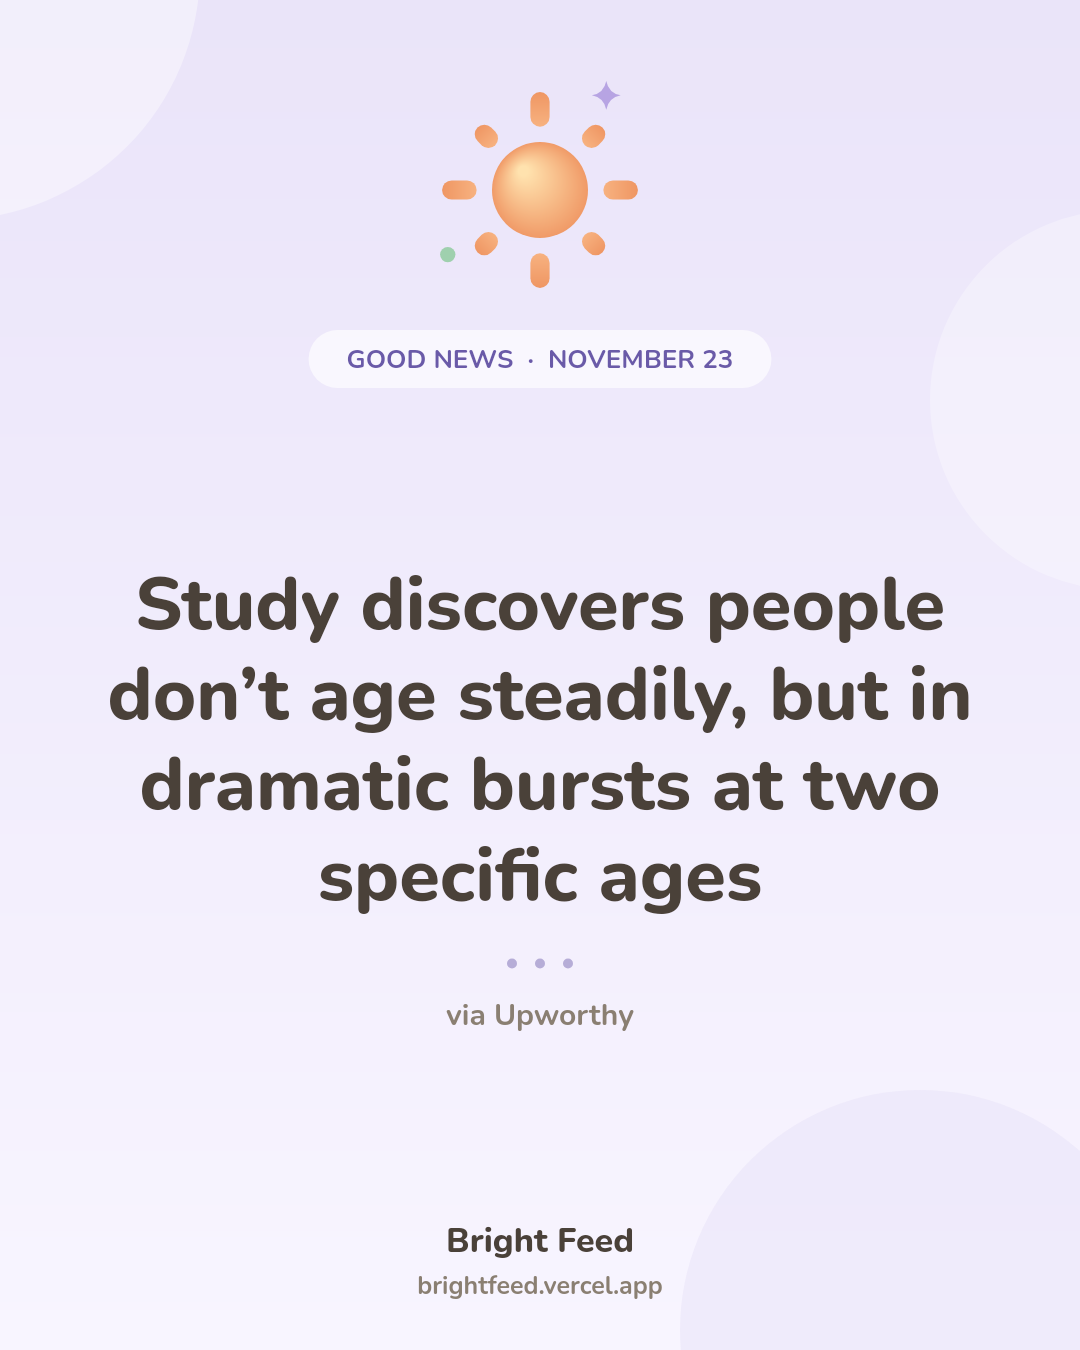 GOOD NEWS · NOVEMBER 23
Study discovers people
don’t age steadily, but in
dramatic bursts at two
specific ages
via Upworthy
Bright Feed
brightfeed.vercel.app